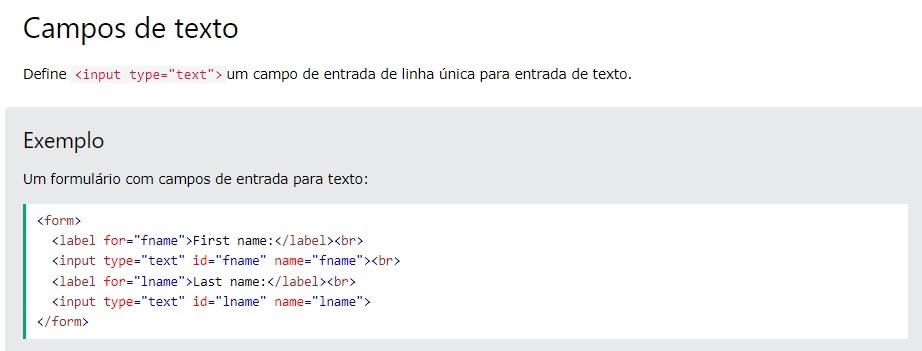 Campos de texto
Define <input type="text"> um campo de entrada de linha única para entrada de texto.
Exemplo
Um formulário com campos de entrada para texto:
<form>
  <label for="fname">First name:</label><br>
  <input type="text" id="fname" name="fname"><br>
  <label for="lname">Last name:</label><br>
  <input type="text" id="lname" name="lname">
</form>